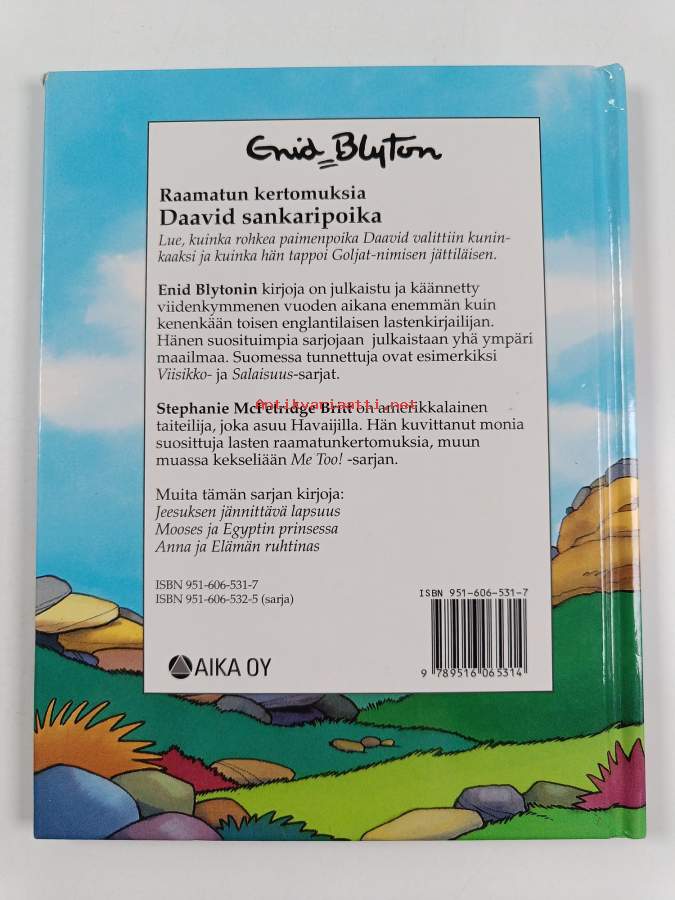 Enid Blyton
Raamatun kertomuksia
Daavid sankaripoika
Lue, kuinka rohkea paimenpoika Daavid valittiin kunin-
kaaksi ja kuinka hän tappoi Goljat-nimisen jättiläisen.
Enid Blytonin kirjoja on julkaistu ja käännetty
viidenkymmenen vuoden aikana enemmän kuin
kenenkään toisen englantilaisen lastenkirjailijan.
Hänen suosituimpia sarjojaan julkaistaan yhä ympäri
maailmaa. Suomessa tunnettuja ovat esimerkiksi
Viisikko- ja Salaisuus-sarjat.
Antikvariantti.net
Stephanie McFetridge Britt on amerikkalainen
taiteilija, joka asuu Havaijilla. Hän kuvittanut monia
suosittuja lasten raamatunkertomuksia, muun
muassa kekseliään Me Too! -sarjan.
Muita tämän sarjan kirjoja:
Jeesuksen jännittävä lapsuus
Mooses ja Egyptin prinsessa
Anna ja Elämän ruhtinas
ISBN 951-606-531-7
ISBN 951-606-532-5 (sarja)
AIKA OY
ISBN 951-606-531-7
9 789516 065314